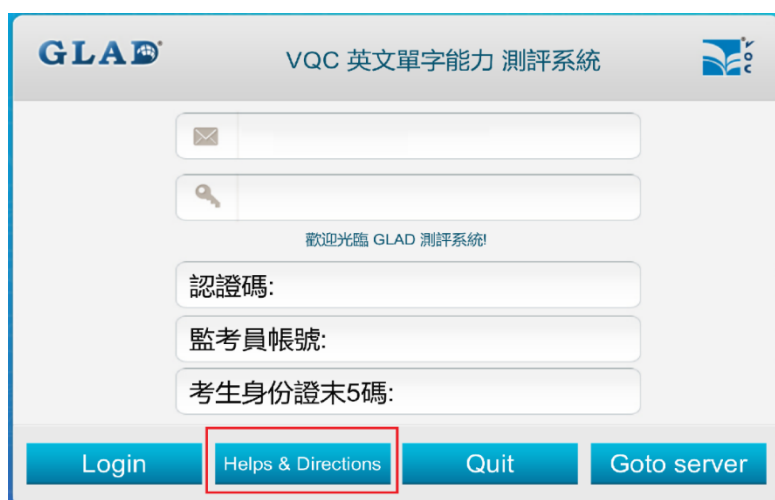 GLAD
VQC 英文單字能力 測評系統
VQC
歡迎光臨 GLAD 測評系統!
認證碼:
監考員帳號:
考生身份證末5碼:
Login
Helps & Directions
Quit
Goto server